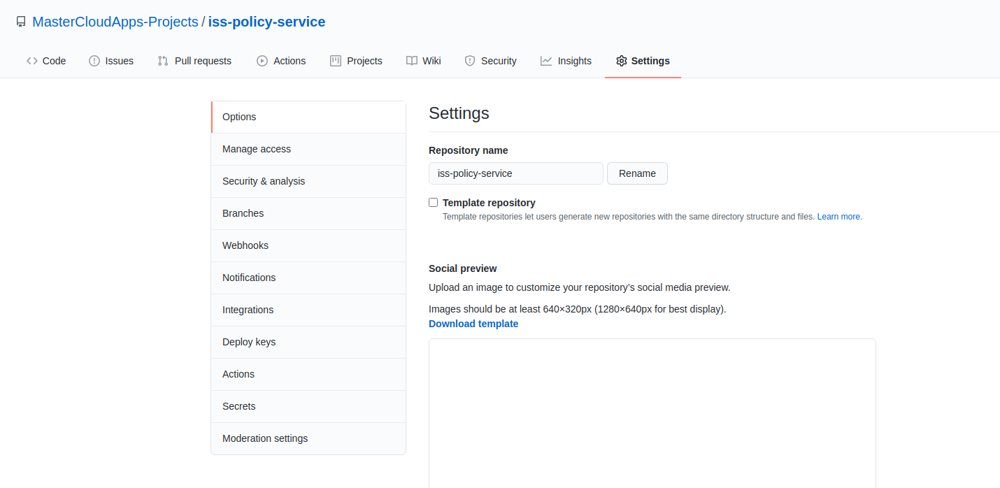 MasterCloudApps-Projects / iss-policy-service
Code Issues Pull requests Actions Projects Wiki Security Insights Settings
Options
Manage access
Security & analysis
Branches
Webhooks
Notifications
Integrations
Deploy keys
Actions
Secrets
Moderation settings
Settings
Repository name
iss-policy-service Rename
Template repository
Template repositories let users generate new repositories with the same directory structure and files. Learn more.
Social preview
Upload an image to customize your repository’s social media preview.
Images should be at least 640×320px (1280×640px for best display).
Download template